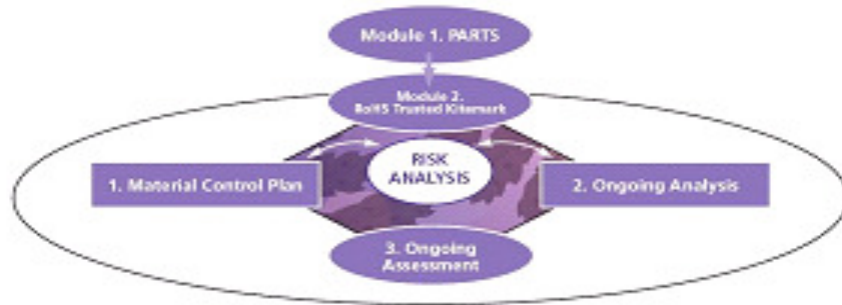 Module 1. PARTS
Module 2.
RoHS Trusted Kitemark
RISK
ANALYSIS
1. Material Control Plan
2. Ongoing Analysis
3. Ongoing
Assessment